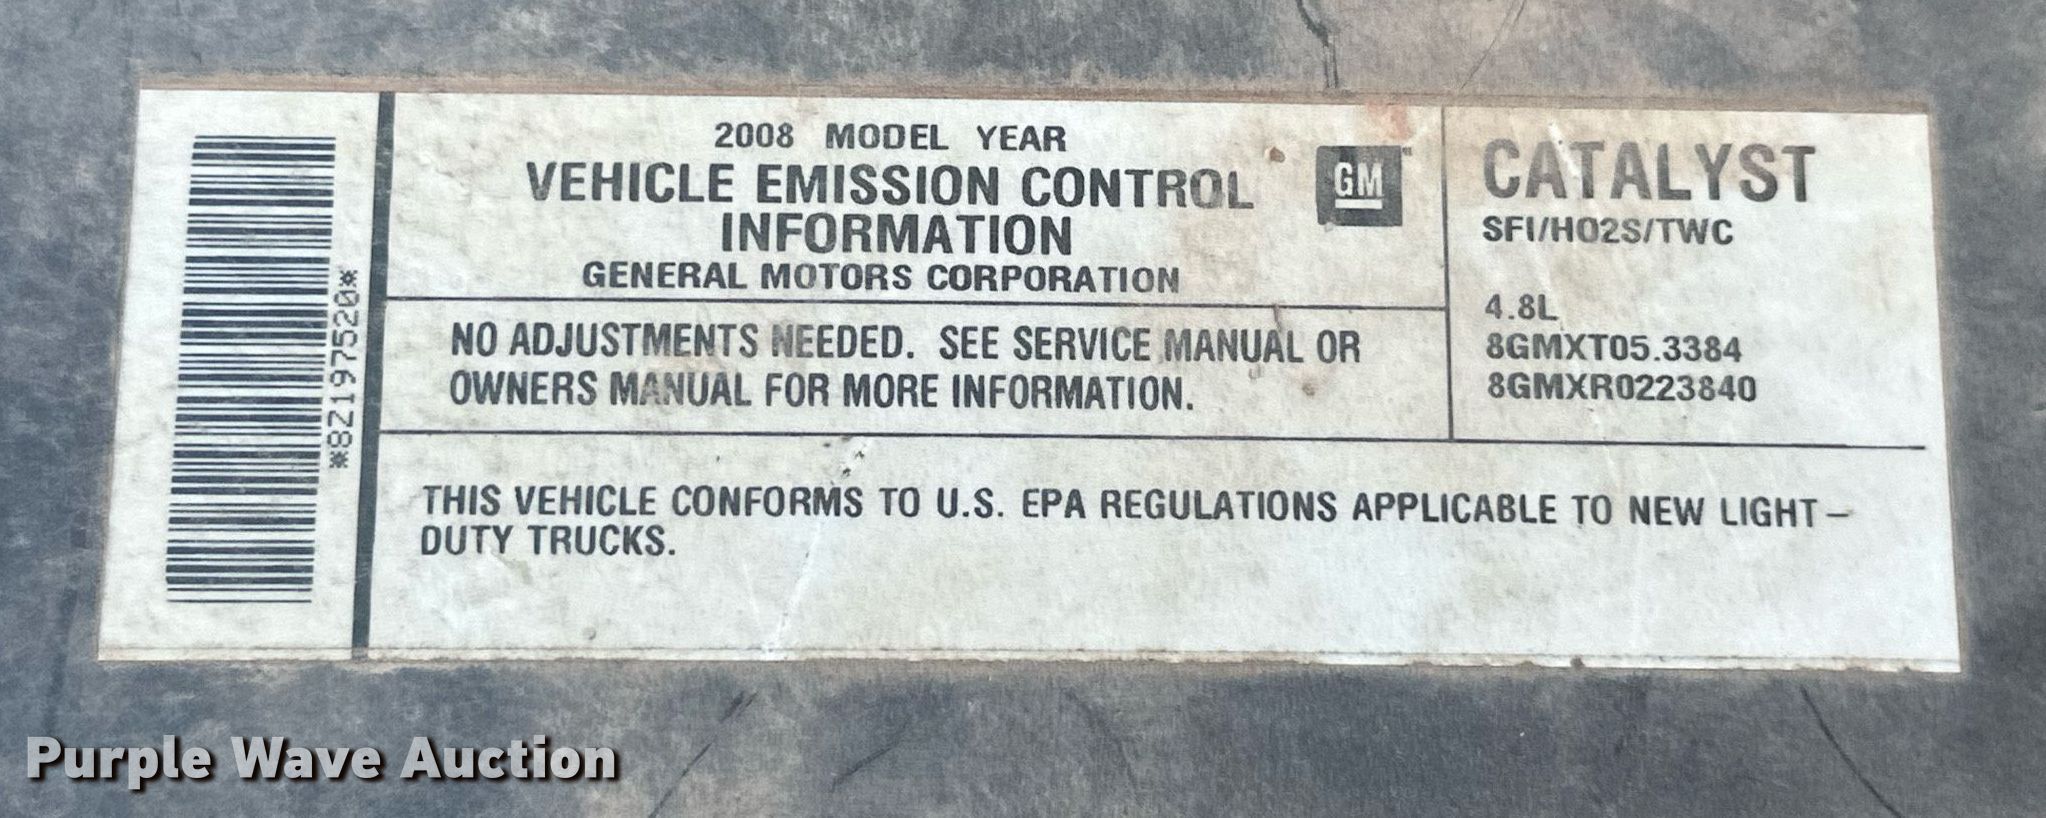 *8Z197520*
2008 MODEL YEAR
VEHICLE EMISSION CONTROL
INFORMATION
GENERAL MOTORS CORPORATION
GM
NO ADJUSTMENTS NEEDED. SEE SERVICE MANUAL OR
OWNERS MANUAL FOR MORE INFORMATION.
CATALYST
SFI/HO2S/TWC
4.8L
8GMXT05.3384
8GMXR0223840
THIS VEHICLE CONFORMS TO U.S. EPA REGULATIONS APPLICABLE TO NEW LIGHT-
DUTY TRUCKS.
Purple Wave Auction